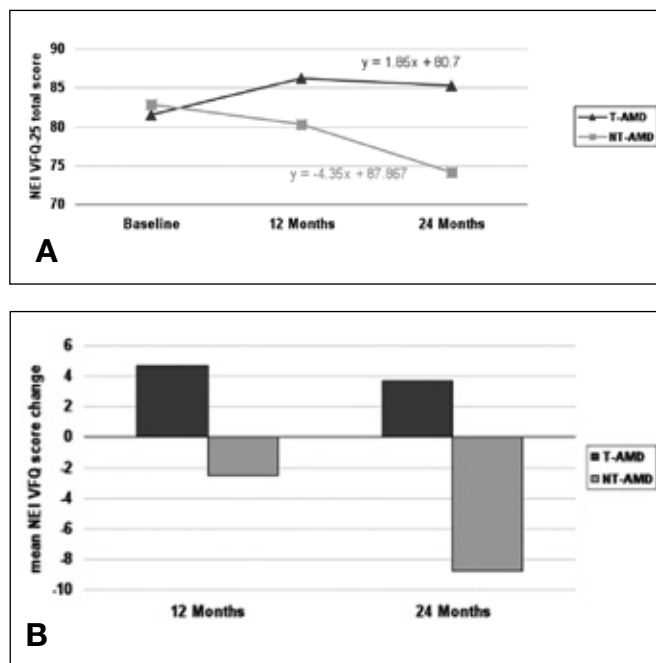 90
85
80
75
70
NEI VFQ-25 total score
y = 1.85x + 80.7
y = -4.35x + 87.867
T-AMD
NT-AMD
Baseline 12 Months 24 Months
A
6
4
2
0
-2
-4
-6
-8
-10
mean NEI VFQ score change
T-AMD
NT-AMD
12 Months 24 Months
B